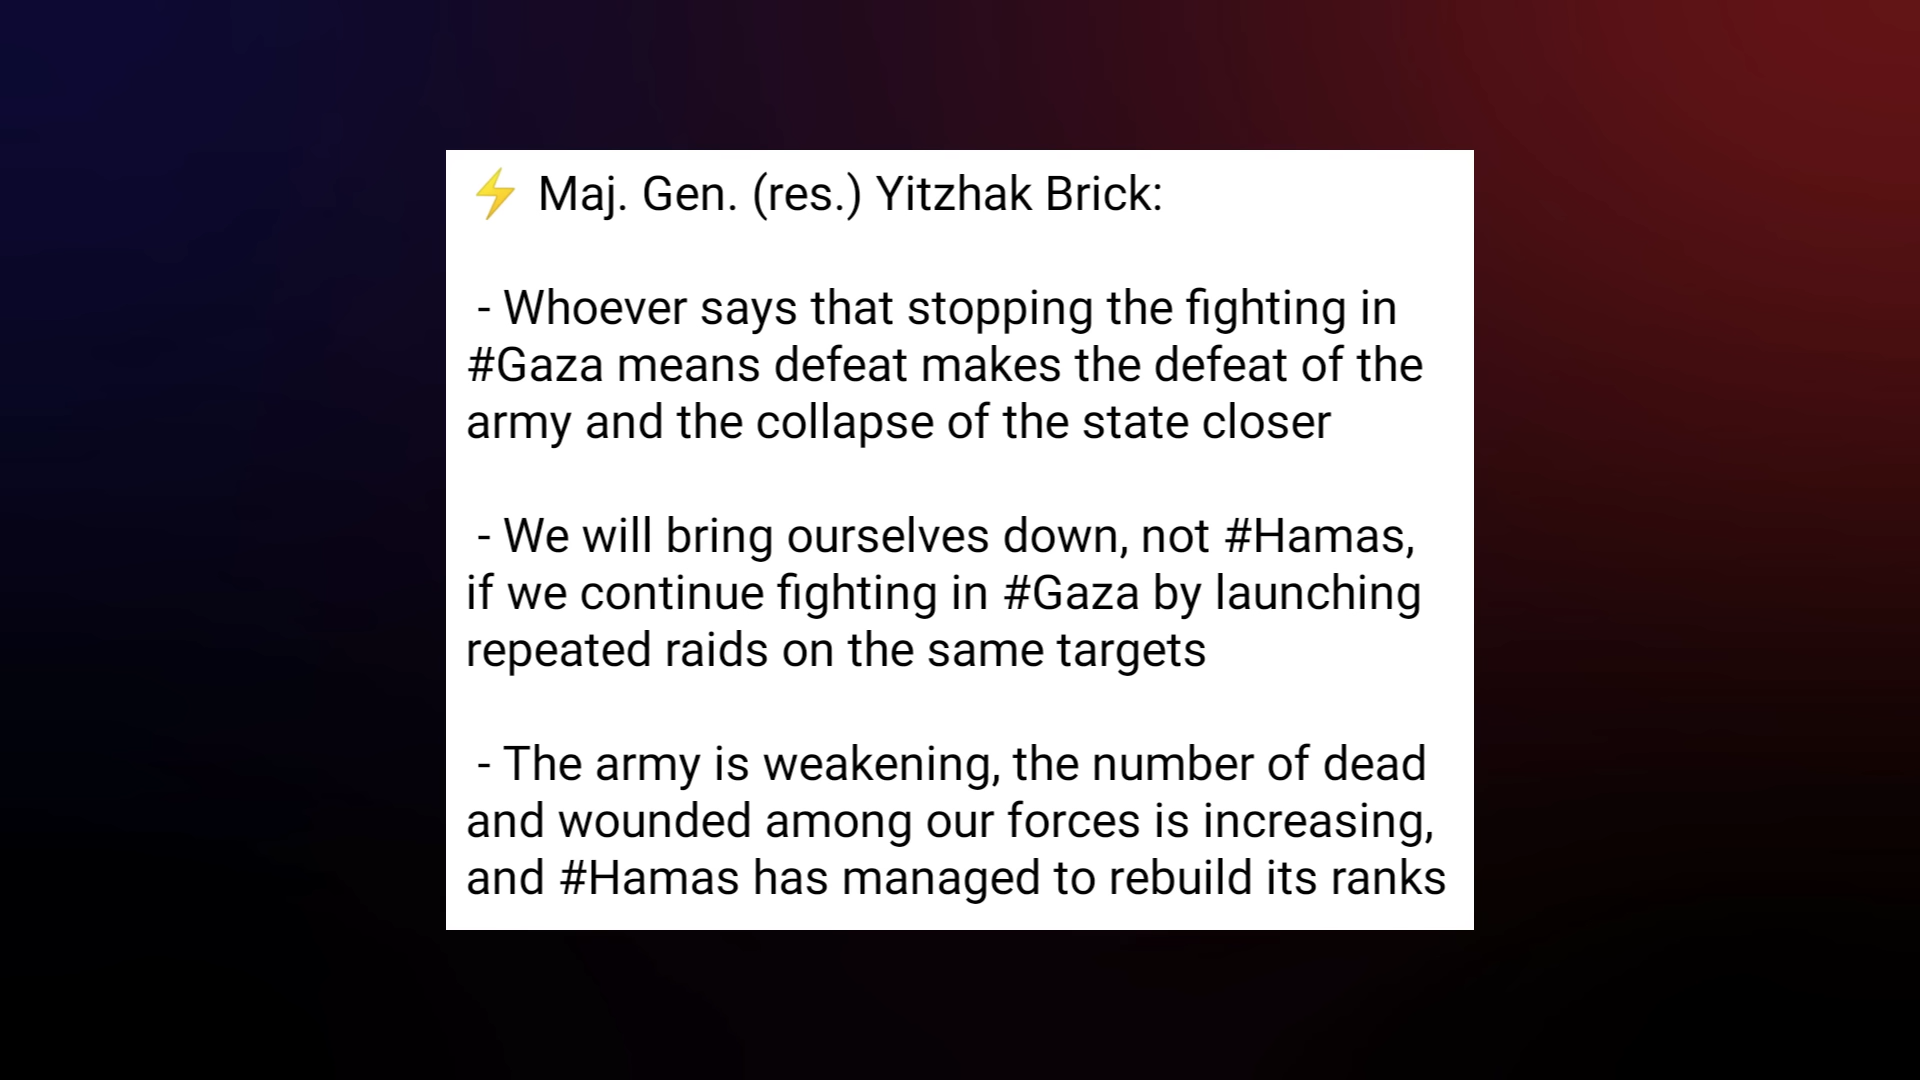 ⚡ Maj. Gen. (res.) Yitzhak Brick:
- Whoever says that stopping the fighting in
#Gaza means defeat makes the defeat of the
army and the collapse of the state closer
- We will bring ourselves down, not #Hamas,
if we continue fighting in #Gaza by launching
repeated raids on the same targets
- The army is weakening, the number of dead
and wounded among our forces is increasing,
and #Hamas has managed to rebuild its ranks